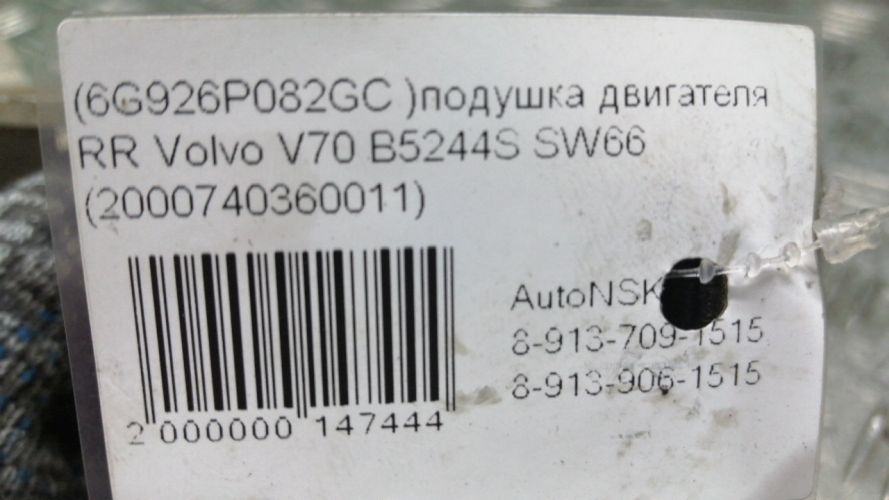 (6G926P082GC )подушка двигателя
RR Volvo V70 B5244S SW66
(2000740360011)
AutoNSK
8-913-709-1515
8-913-906-1515
2 000000 147444